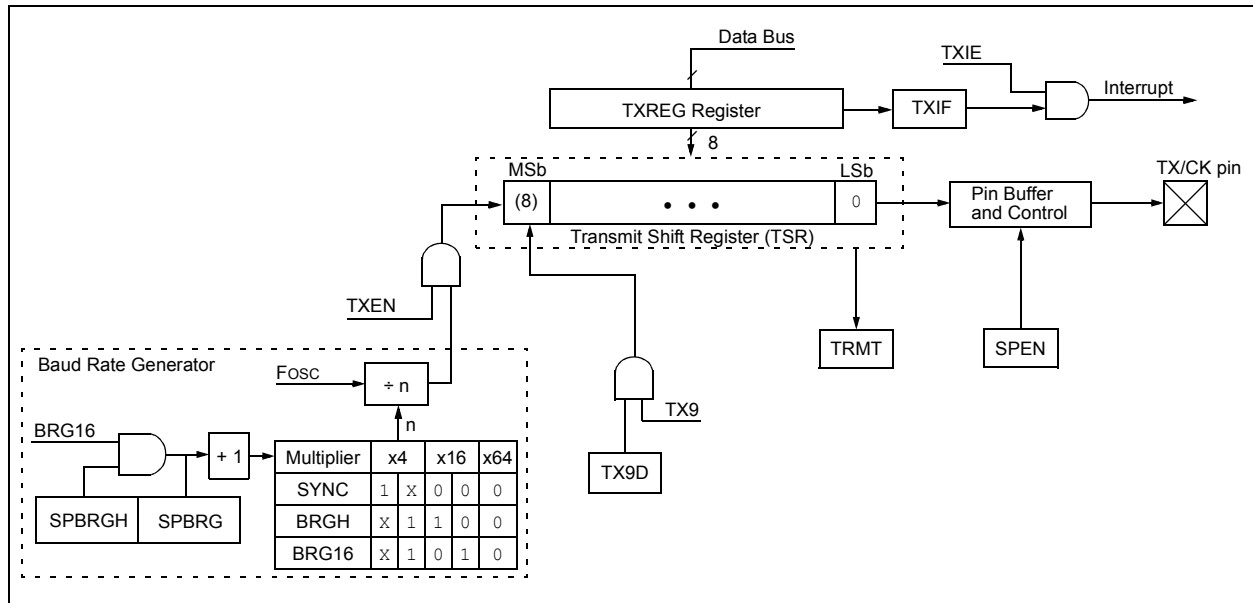 Data Bus
TXIE
Interrupt
TXREG Register
TXIF
8
MSb
LSb
TX/CK pin
(8)
• • •
0
Pin Buffer
and Control
Transmit Shift Register (TSR)
TXEN
TRMT
SPEN
Baud Rate Generator
FOSC
÷ n
TX9
n
BRG16
+ 1
Multiplier x4 x16 x64
TX9D
SYNC 1 X 0 0 0
SPBRGH SPBRG
BRGH X 1 1 0 0
BRG16 X 1 0 1 0